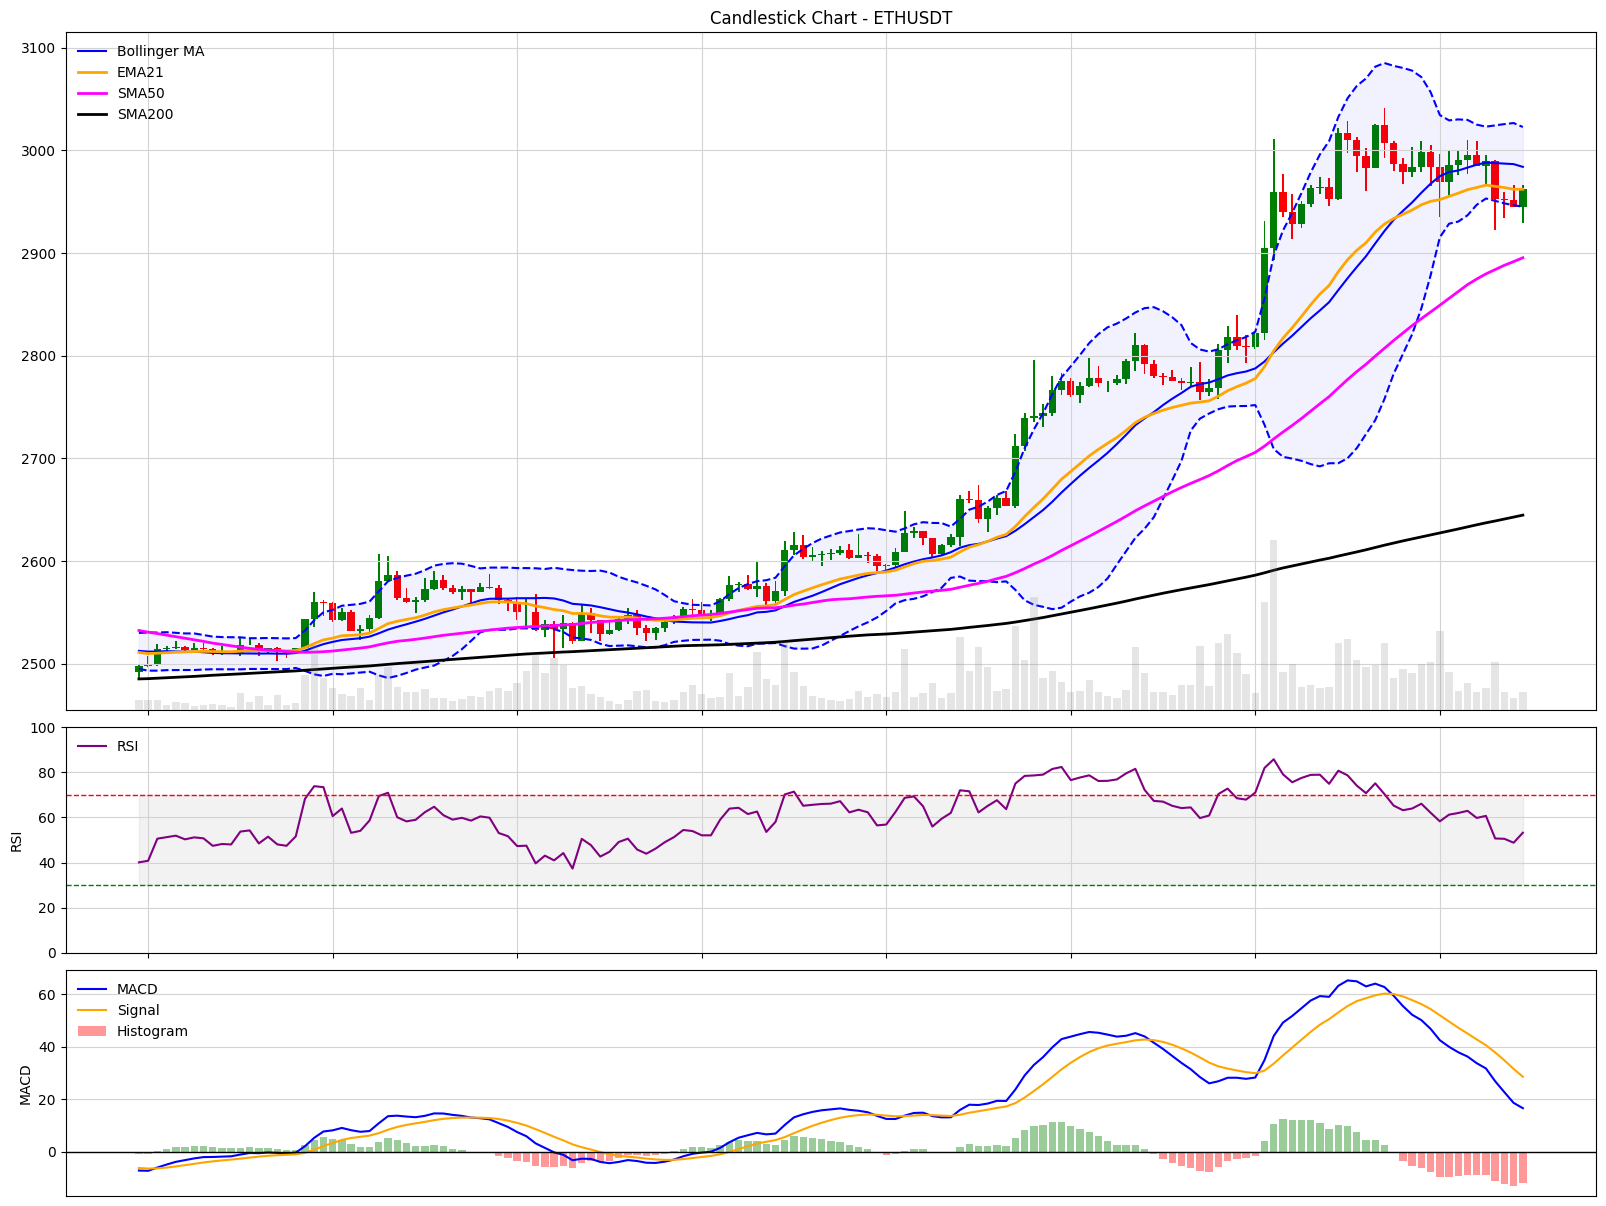 Candlestick Chart - ETHUSDT
Bollinger MA
EMA21
SMA50
SMA200
3100
3000
2900
2800
2700
2600
2500
RSI
100
80
60
40
20
0
RSI
MACD
Signal
Histogram
60
40
20
0
MACD